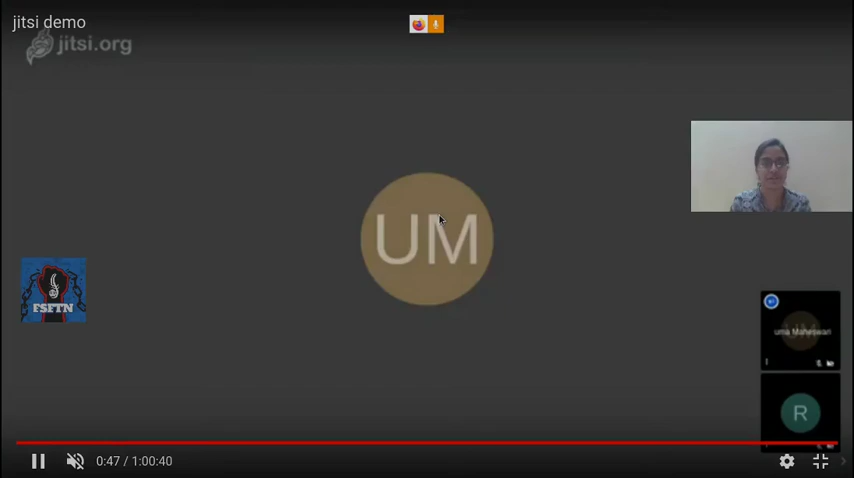 jitsi demo
jitsi.org
UM
FSFTN
uma Maheswari
R
0:47 / 1:00:40